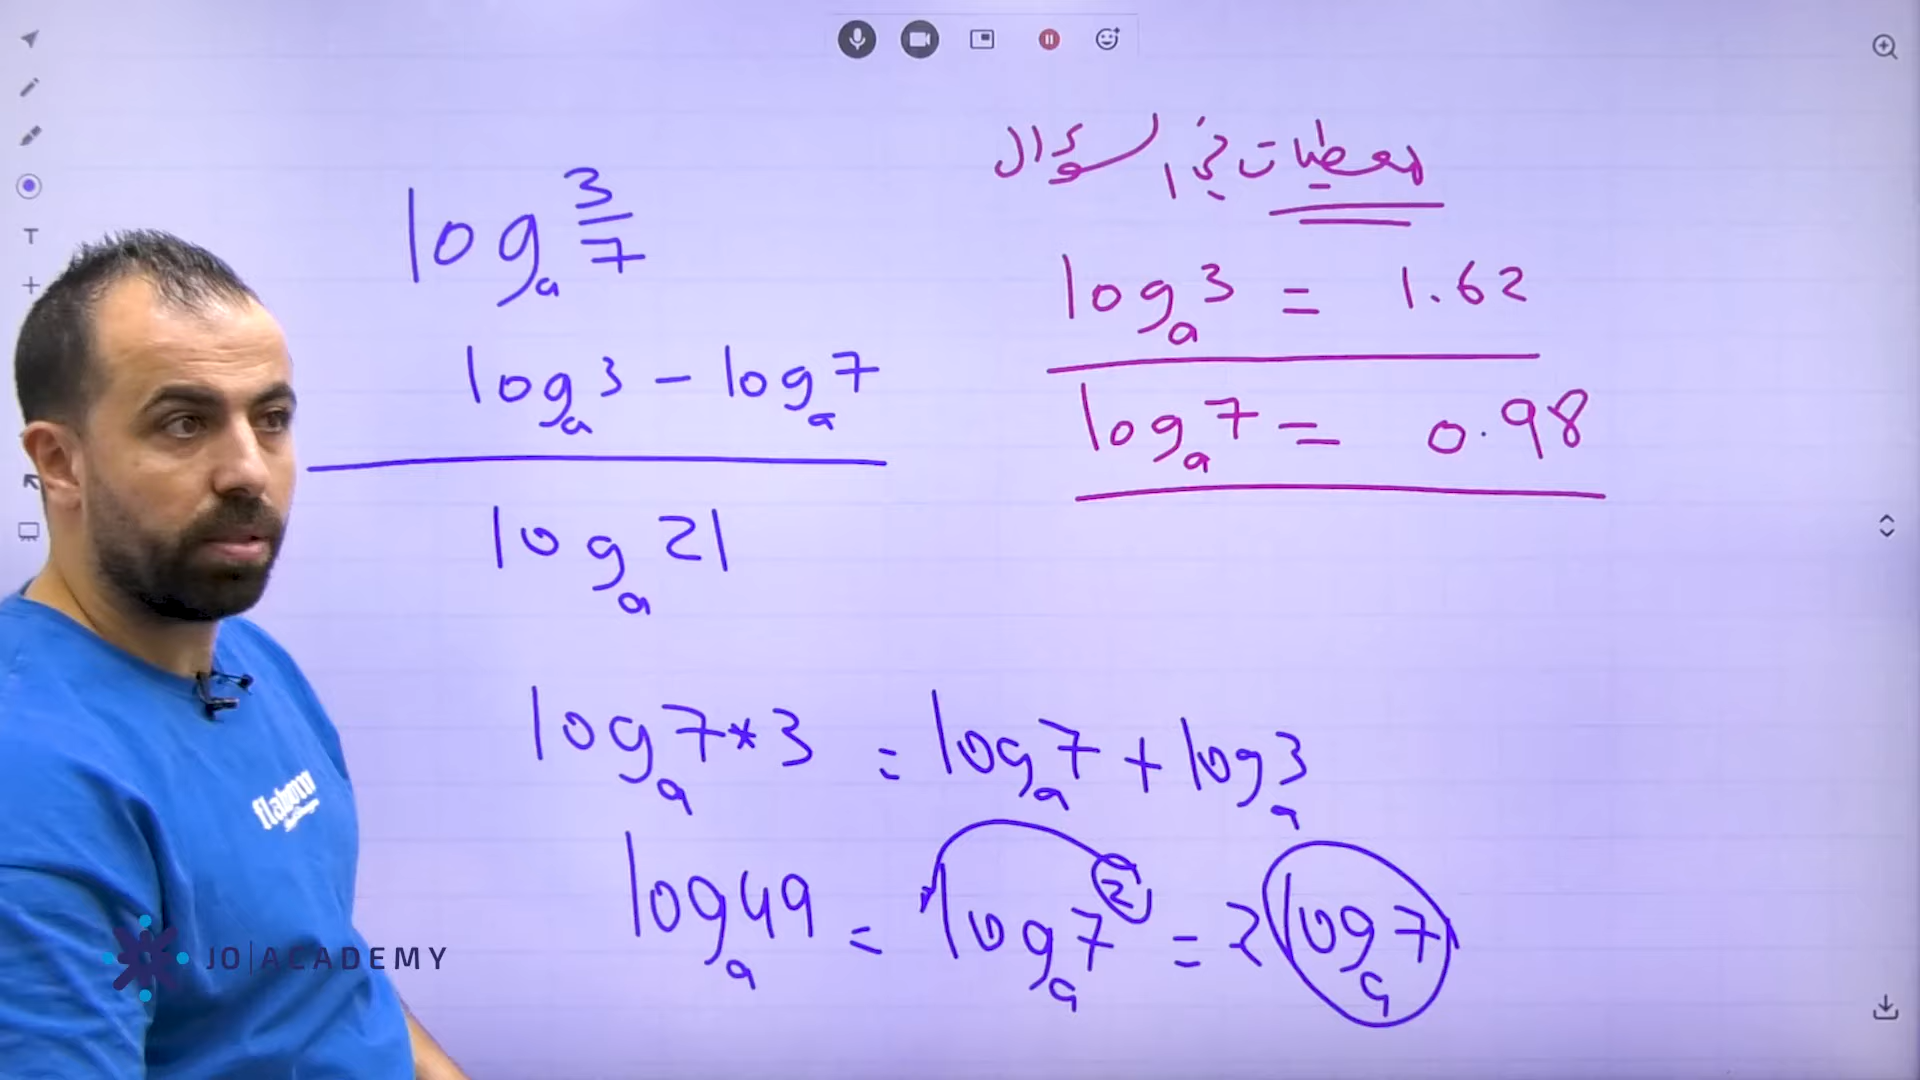 معطيات في السؤال
log_a 3 = 1.62
log_a 7 = 0.98
log_a 3/7
log_a 3 - log_a 7
log_a 21
log_a 7*3 = log_a 7 + log_a 3
log_a 49 = log_a 7^2 = 2 log_a 7
T
JO|ACADEMY